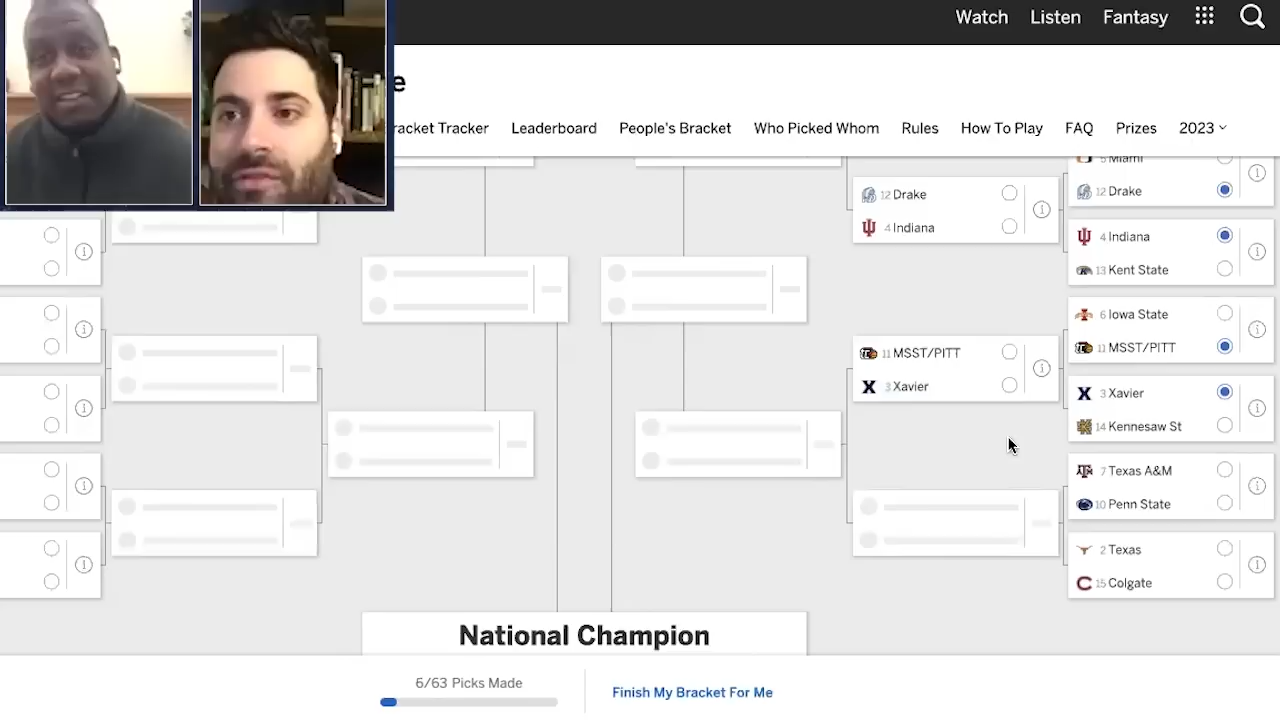 Watch Listen Fantasy
e
racket Tracker Leaderboard People's Bracket Who Picked Whom Rules How To Play FAQ Prizes 2023
5 Miami
12 Drake
4 Indiana
13 Kent State
6 Iowa State
11 MSST/PITT
3 Xavier
14 Kennesaw St
7 Texas A&M
10 Penn State
2 Texas
15 Colgate
12 Drake
4 Indiana
11 MSST/PITT
3 Xavier
National Champion
6/63 Picks Made
Finish My Bracket For Me